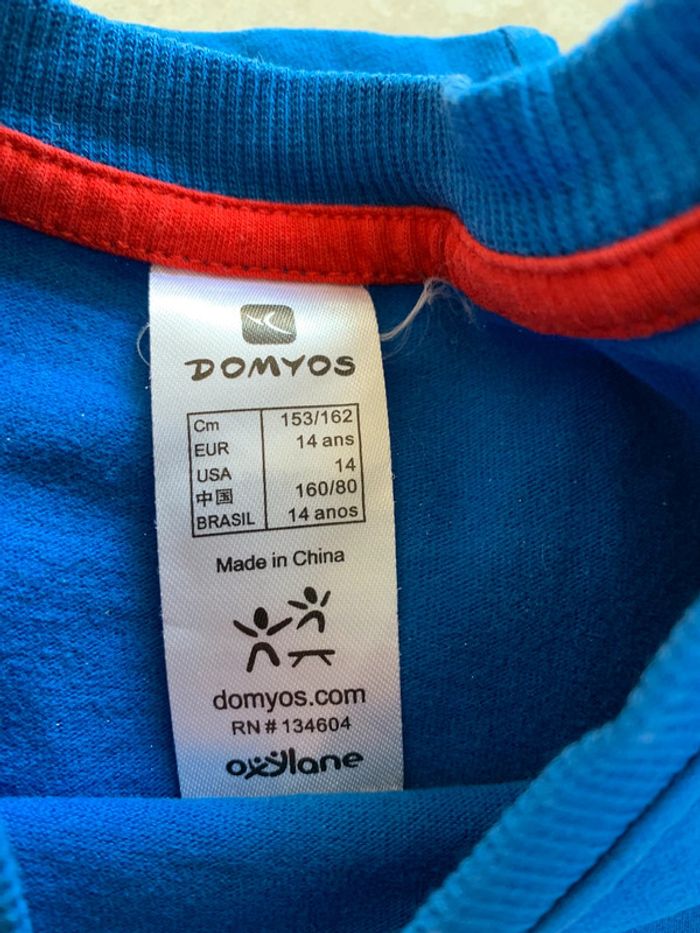 DOMYOS
Cm 153/162
EUR 14 ans
USA 14
中国 160/80
BRASIL 14 anos
Made in China
domyos.com
RN # 134604
oxylane